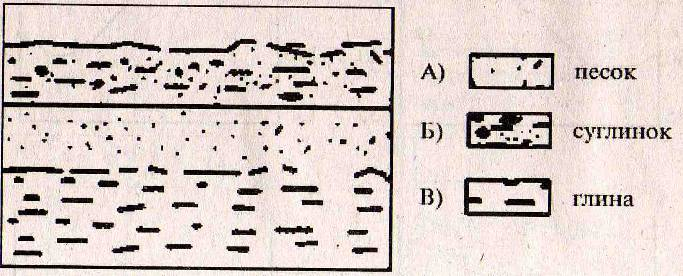 А) песок
Б) суглинок
В) глина